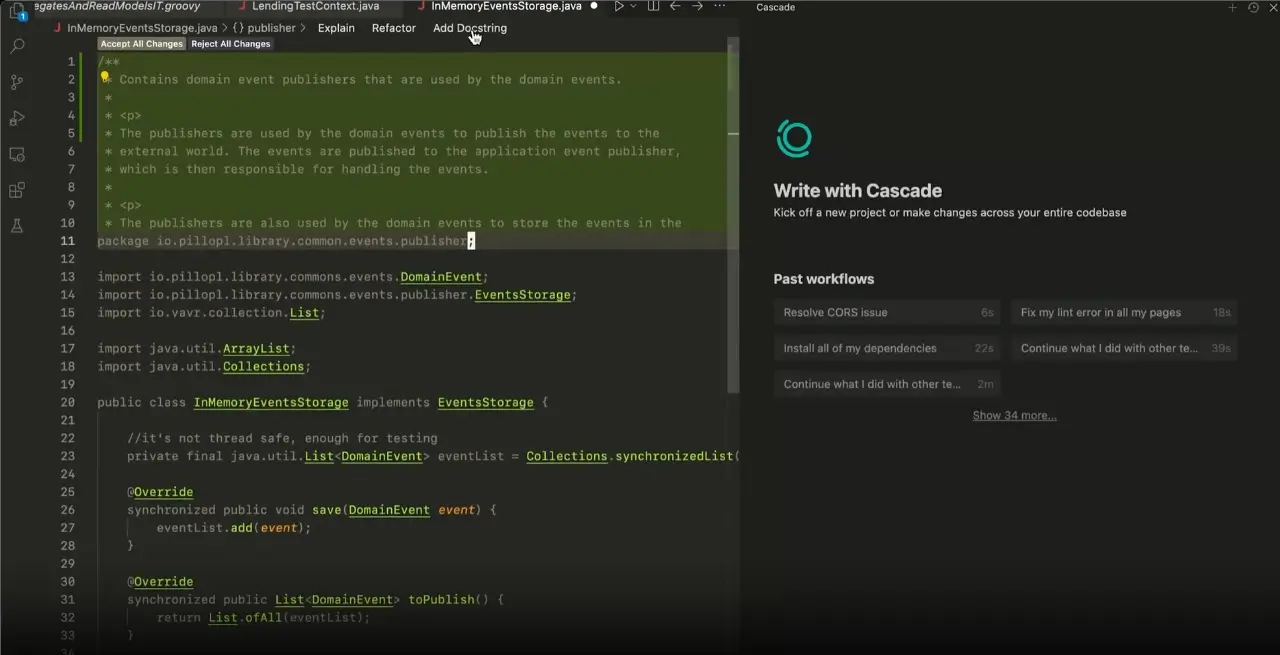 egatesAndReadModelsIT.groovy
LendingTestContext.java
InMemoryEventsStorage.java
Cascade
InMemoryEventsStorage.java > {} publisher > Explain Refactor Add Docstring
Accept All Changes Reject All Changes
1 /**
2 * Contains domain event publishers that are used by the domain events.
3 *
4 * <p>
5 * The publishers are used by the domain events to publish the events to the
6 * external world. The events are published to the application event publisher,
7 * which is then responsible for handling the events.
8 *
9 * <p>
10 * The publishers are also used by the domain events to store the events in the
11 package io.pillopl.library.common.events.publisher;
12
13 import io.pillopl.library.commons.events.DomainEvent;
14 import io.pillopl.library.commons.events.publisher.EventsStorage;
15 import io.vavr.collection.List;
16
17 import java.util.ArrayList;
18 import java.util.Collections;
19
20 public class InMemoryEventsStorage implements EventsStorage {
21
22 //it's not thread safe, enough for testing
23 private final java.util.List<DomainEvent> eventList = Collections.synchronizedList(
24
25 @Override
26 synchronized public void save(DomainEvent event) {
27 eventList.add(event);
28 }
29
30 @Override
31 synchronized public List<DomainEvent> toPublish() {
32 return List.ofAll(eventList);
33 }
1
Write with Cascade
Kick off a new project or make changes across your entire codebase
Past workflows
Resolve CORS issue 6s
Fix my lint error in all my pages 18s
Install all of my dependencies 22s
Continue what I did with other te... 39s
Continue what I did with other te... 2m
Show 34 more...